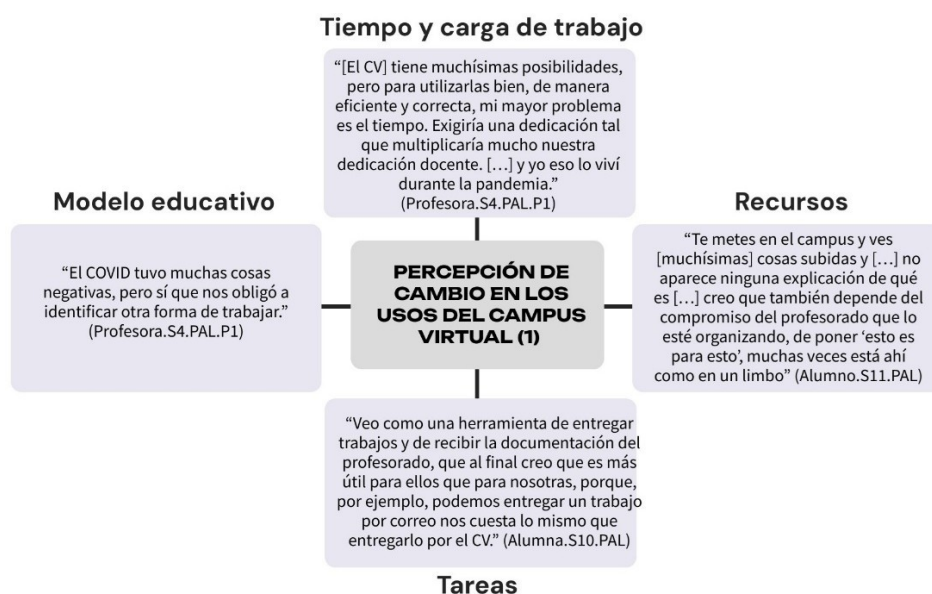 Tiempo y carga de trabajo
“[El CV] tiene muchísimas posibilidades,
pero para utilizarlas bien, de manera
eficiente y correcta, mi mayor problema
es el tiempo. Exigiría una dedicación tal
que multiplicaría mucho nuestra
dedicación docente. […] y yo eso lo viví
durante la pandemia.”
(Profesora.S4.PAL.P1)
Modelo educativo
“El COVID tuvo muchas cosas
negativas, pero sí que nos obligó a
identificar otra forma de trabajar.”
(Profesora.S4.PAL.P1)
PERCEPCIÓN DE
CAMBIO EN LOS
USOS DEL CAMPUS
VIRTUAL (1)
Recursos
“Te metes en el campus y ves
[muchísimas] cosas subidas y […] no
aparece ninguna explicación de qué
es […] creo que también depende del
compromiso del profesorado que lo
esté organizando, de poner ‘esto es
para esto’, muchas veces está ahí
como en un limbo” (Alumno.S11.PAL)
“Veo como una herramienta de entregar
trabajos y de recibir la documentación del
profesorado, que al final creo que es más
útil para ellos que para nosotras, porque,
por ejemplo, podemos entregar un trabajo
por correo nos cuesta lo mismo que
entregarlo por el CV.” (Alumna.S10.PAL)
Tareas